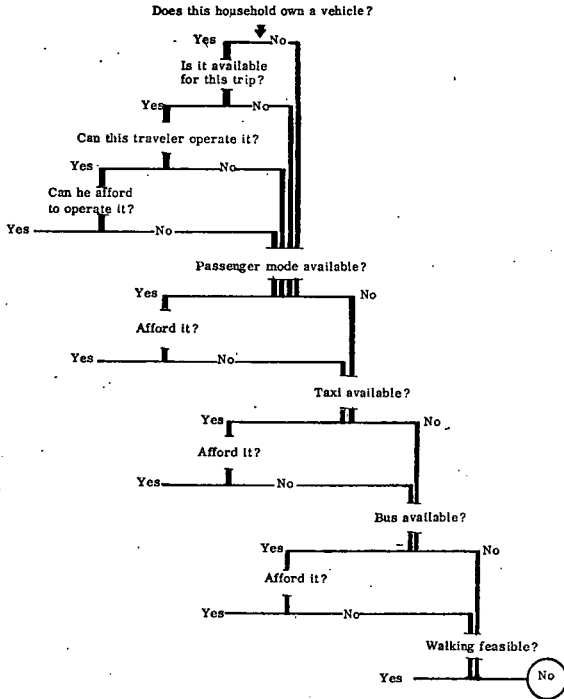 Does this household own a vehicle?
Yes No
Is it available
for this trip?
Yes No
Can this traveler operate it?
Yes No
Can he afford
to operate it?
Yes No
Passenger mode available?
Yes No
Afford it?
Yes No
Taxi available?
Yes No
Afford it?
Yes No
Bus available?
Yes No
Afford it?
Yes No
Walking feasible?
Yes No